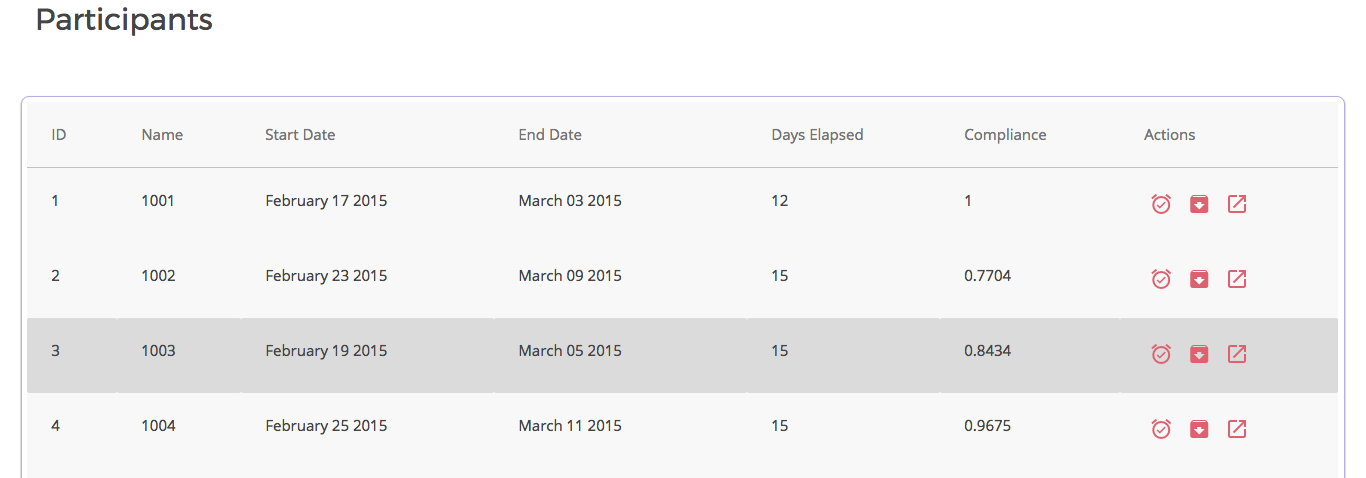 Participants
ID Name Start Date End Date Days Elapsed Compliance Actions
1 1001 February 17 2015 March 03 2015 12 1
2 1002 February 23 2015 March 09 2015 15 0.7704
3 1003 February 19 2015 March 05 2015 15 0.8434
4 1004 February 25 2015 March 11 2015 15 0.9675